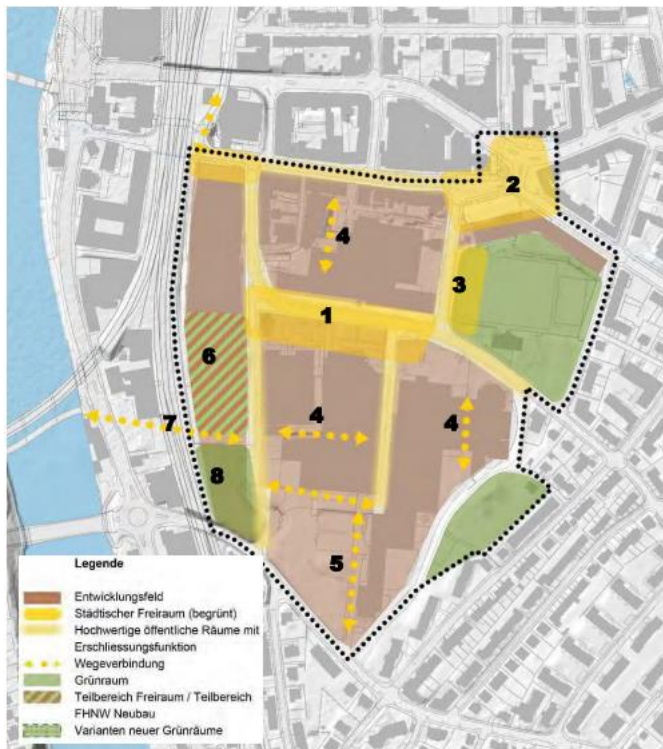 2
4
3
1
6
7
4
4
8
5
Legende
Entwicklungsfeld
Städtischer Freiraum (begrünt)
Hochwertige öffentliche Räume mit
Erschliessungsfunktion
Wegeverbindung
Grünraum
Teilbereich Freiraum / Teilbereich
FHNW Neubau
Varianten neuer Grünräume